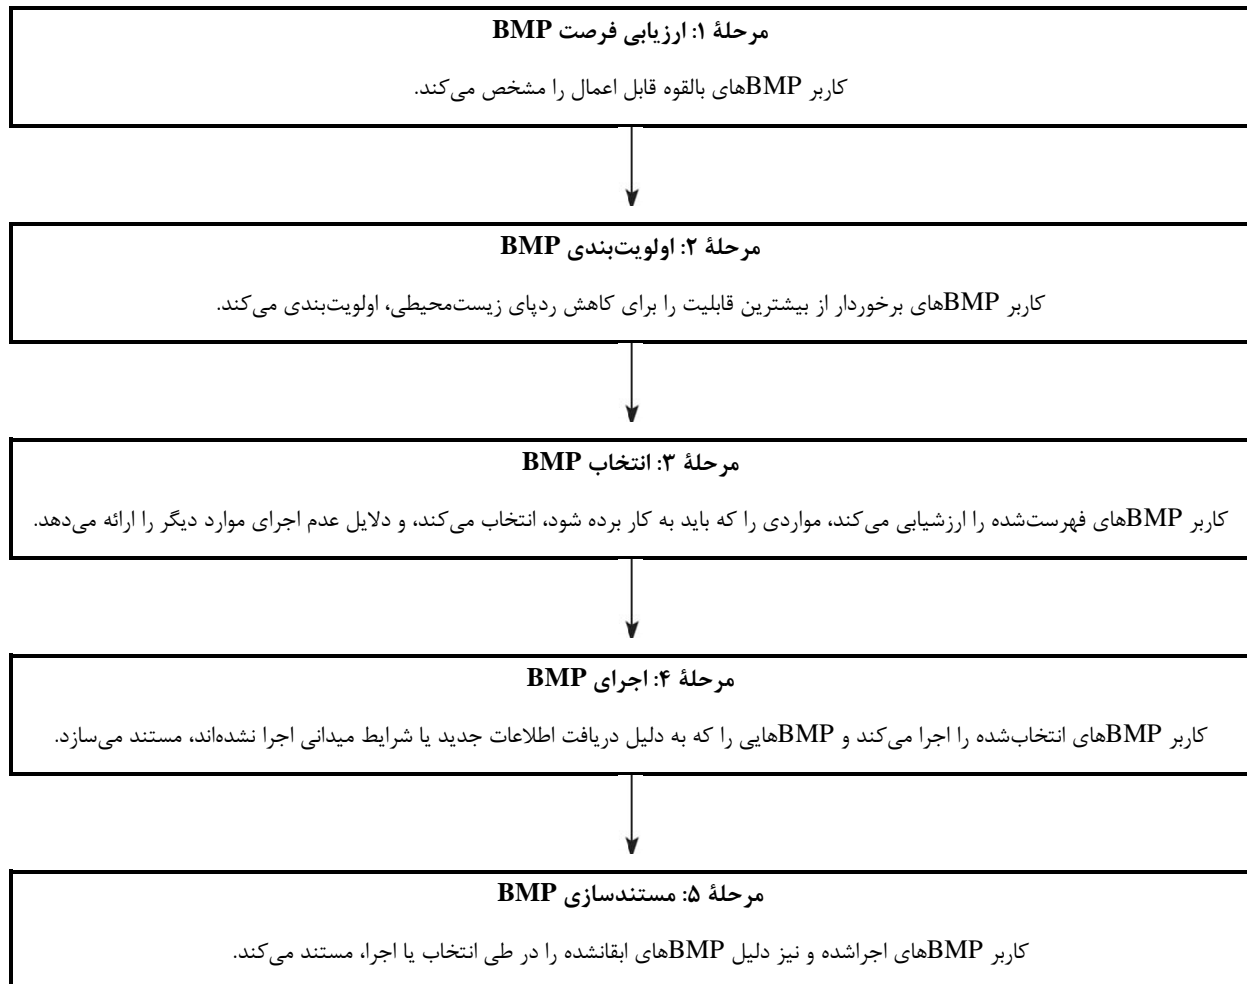 مرحلهٔ ۱: ارزیابی فرصت BMP
کاربر BMPهای بالقوه قابل اعمال را مشخص می‌کند.
مرحلهٔ ۲: اولویت‌بندی BMP
کاربر BMPهای برخوردار از بیشترین قابلیت را برای کاهش ردپای زیست‌محیطی، اولویت‌بندی می‌کند.
مرحلهٔ ۳: انتخاب BMP
کاربر BMPهای فهرست‌شده را ارزشیابی می‌کند، مواردی را که باید به کار برده شود، انتخاب می‌کند، و دلایل عدم اجرای موارد دیگر را ارائه می‌دهد.
مرحلهٔ ۴: اجرای BMP
کاربر BMPهای انتخاب‌شده را اجرا می‌کند و BMPهایی را که به دلیل دریافت اطلاعات جدید یا شرایط میدانی اجرا نشده‌اند، مستند می‌سازد.
مرحلهٔ ۵: مستندسازی BMP
کاربر BMPهای اجراشده و نیز دلیل BMPهای ابقانشده را در طی انتخاب یا اجرا، مستند می‌کند.